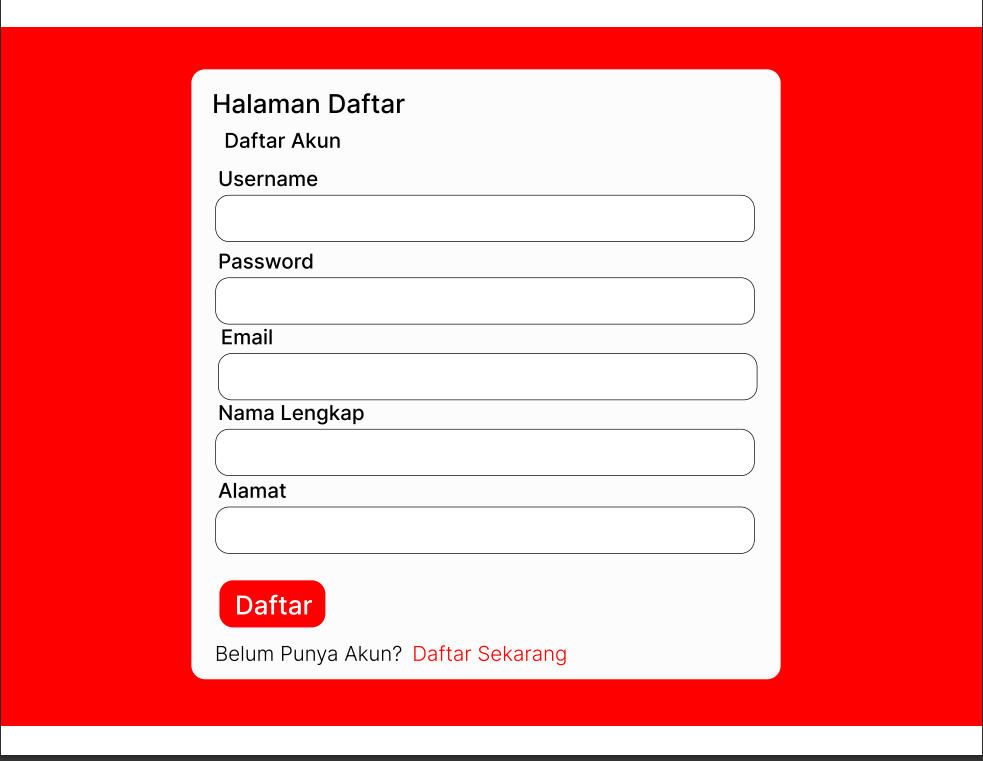 Halaman Daftar
Daftar Akun
Username
Password
Email
Nama Lengkap
Alamat
Daftar
Belum Punya Akun? Daftar Sekarang